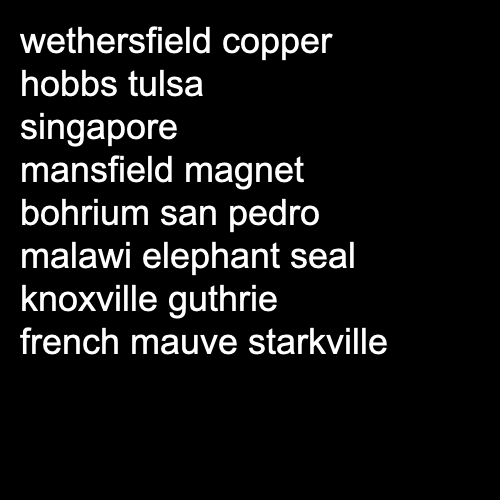 wethersfield copper
hobbs tulsa
singapore
mansfield magnet
bohrium san pedro
malawi elephant seal
knoxville guthrie
french mauve starkville